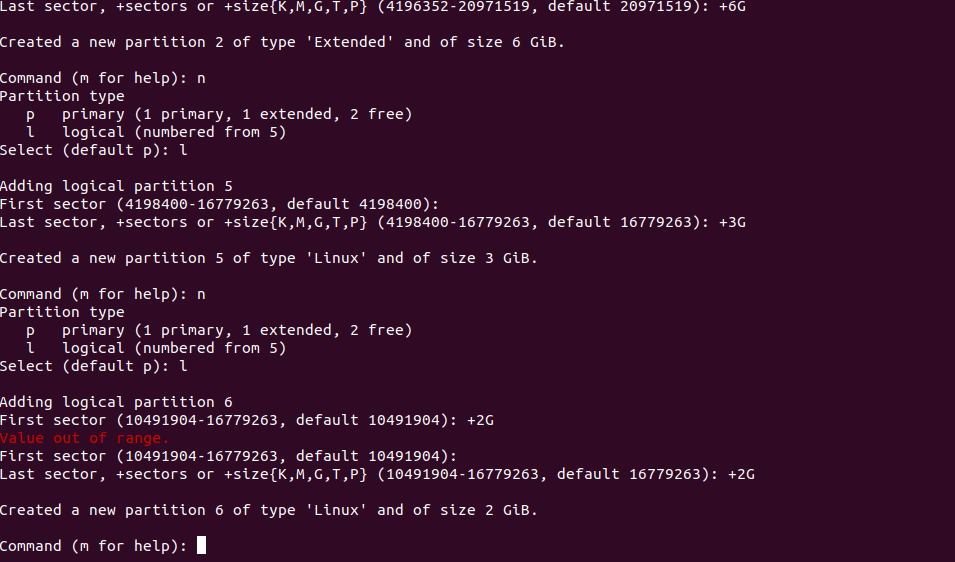 Last sector, +sectors or +size{K,M,G,T,P} (4196352-20971519, default 20971519): +6G
Created a new partition 2 of type 'Extended' and of size 6 GiB.
Command (m for help): n
Partition type
   p   primary (1 primary, 1 extended, 2 free)
   l   logical (numbered from 5)
Select (default p): l
Adding logical partition 5
First sector (4198400-16779263, default 4198400):
Last sector, +sectors or +size{K,M,G,T,P} (4198400-16779263, default 16779263): +3G
Created a new partition 5 of type 'Linux' and of size 3 GiB.
Command (m for help): n
Partition type
   p   primary (1 primary, 1 extended, 2 free)
   l   logical (numbered from 5)
Select (default p): l
Adding logical partition 6
First sector (10491904-16779263, default 10491904): +2G
Value out of range.
First sector (10491904-16779263, default 10491904):
Last sector, +sectors or +size{K,M,G,T,P} (10491904-16779263, default 16779263): +2G
Created a new partition 6 of type 'Linux' and of size 2 GiB.
Command (m for help):